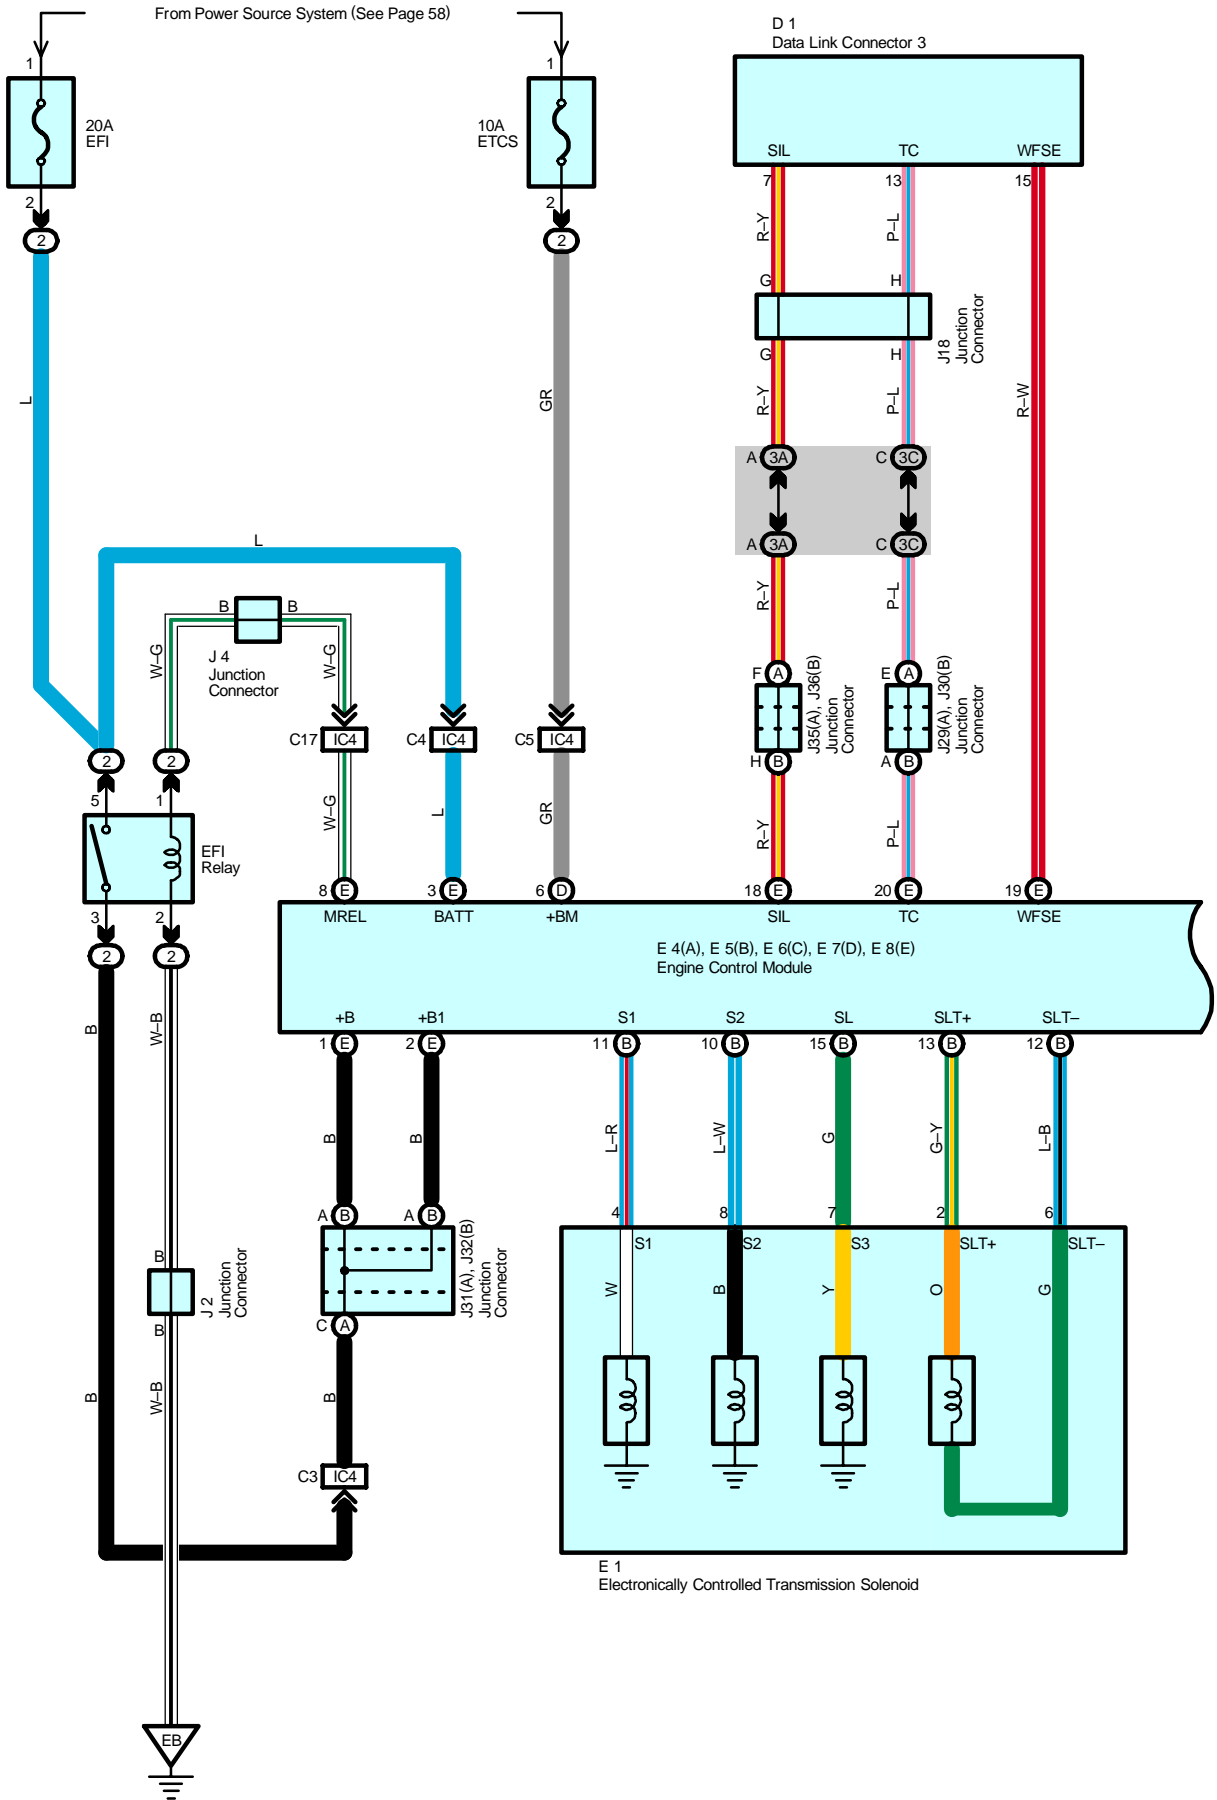 From Power Source System (See Page 58)
D 1
Data Link Connector 3
1
1
20A
EFI
10A
ETCS
SIL
TC
WFSE
2
2
7
13
15
2
2
R–Y
P–L
G
H
J18
Junction
Connector
G
H
L
GR
R–Y
P–L
R–W
A
3A
C
3C
L
A
3A
C
3C
B
B
R–Y
P–L
W–G
J 4
Junction
Connector
W–G
F
A
E
A
J35(A), J36(B)
Junction
Connector
J29(A), J30(B)
Junction
Connector
C17
IC4
C4
IC4
C5
IC4
2
2
H
B
A
B
5
1
W–G
L
GR
R–Y
P–L
EFI
Relay
8
E
3
E
6
D
18
E
20
E
19
E
3
2
MREL
BATT
+BM
SIL
TC
WFSE
2
2
E 4(A), E 5(B), E 6(C), E 7(D), E 8(E)
Engine Control Module
B
W–B
+B
+B1
S1
S2
SL
SLT+
SLT–
1
E
2
E
11
B
10
B
15
B
13
B
12
B
B
B
L–R
L–W
G
G–Y
L–B
A
B
A
B
4
8
7
2
6
J31(A), J32(B)
Junction
Connector
S1
S2
S3
SLT+
SLT–
B
J 2
Junction
Connector
W
B
Y
O
G
B
C
A
B
W–B
B
C3
IC4
E 1
Electronically Controlled Transmission Solenoid
EB